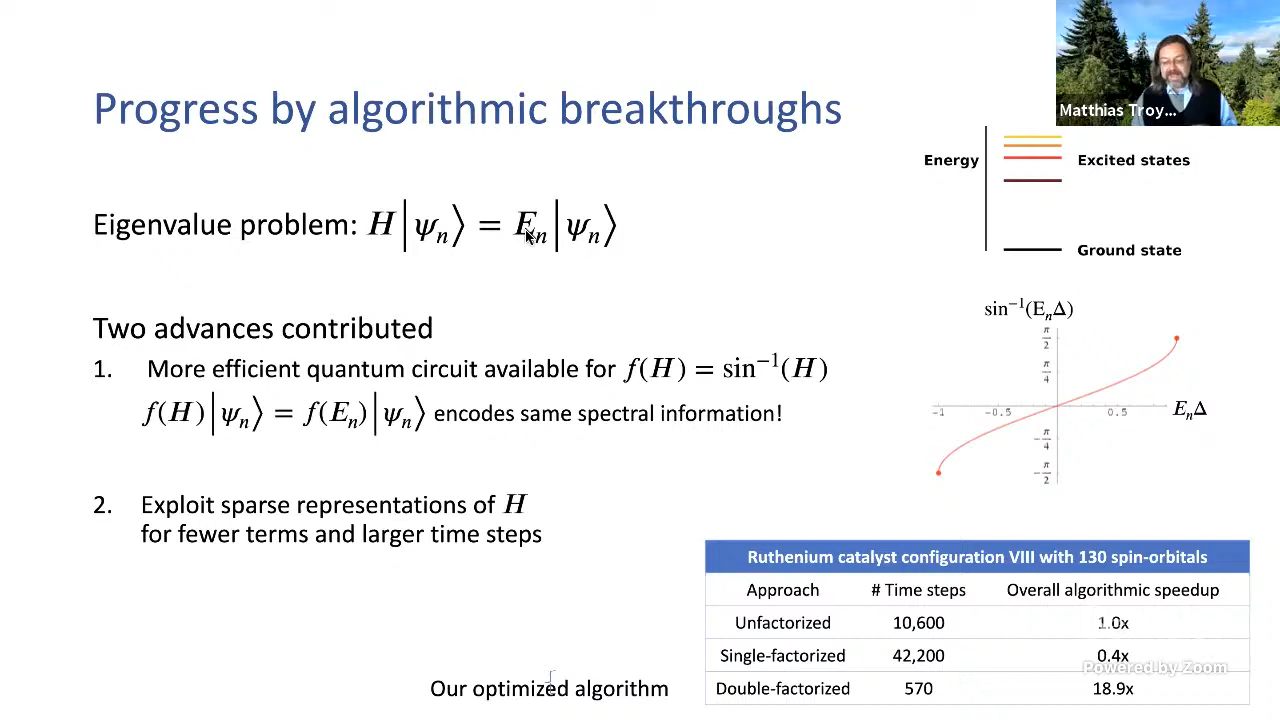 Matthias Troy...
Progress by algorithmic breakthroughs
Energy
Excited states
Ground state
Eigenvalue problem: H|ψₙ⟩ = Eₙ|ψₙ⟩
Two advances contributed
1. More efficient quantum circuit available for f(H) = sin⁻¹(H)
f(H)|ψₙ⟩ = f(Eₙ)|ψₙ⟩ encodes same spectral information!
sin⁻¹(EₙΔ)
π/2
π/4
-1 -0.5 0.5 EₙΔ
-π/4
-π/2
2. Exploit sparse representations of H
for fewer terms and larger time steps
Ruthenium catalyst configuration VIII with 130 spin-orbitals
Approach # Time steps Overall algorithmic speedup
Unfactorized 10,600 1.0x
Single-factorized 42,200 0.4x
Powered by Zoom
Our optimized algorithm Double-factorized 570 18.9x